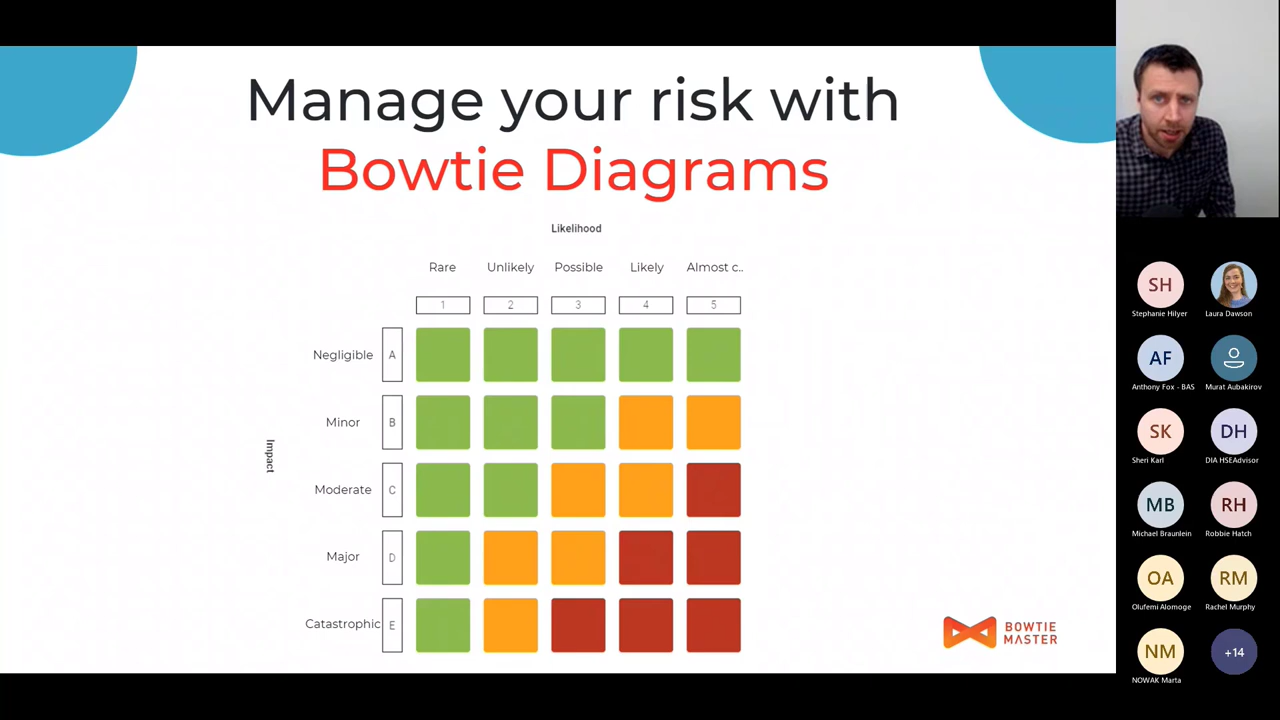 Manage your risk with
Bowtie Diagrams
Likelihood
Rare Unlikely Possible Likely Almost c..
1 2 3 4 5
Negligible A
Minor B
Impact
Moderate C
Major D
Catastrophic E
BOWTIE
MASTER
SH
Stephanie Hilyer Laura Dawson
AF
Anthony Fox - BAS Murat Aubakirov
SK DH
Sheri Karl DIA HSEAdvisor
MB RH
Michael Braunlein Robbie Hatch
OA RM
Olufemi Alomoge Rachel Murphy
NM +14
NOWAK Marta